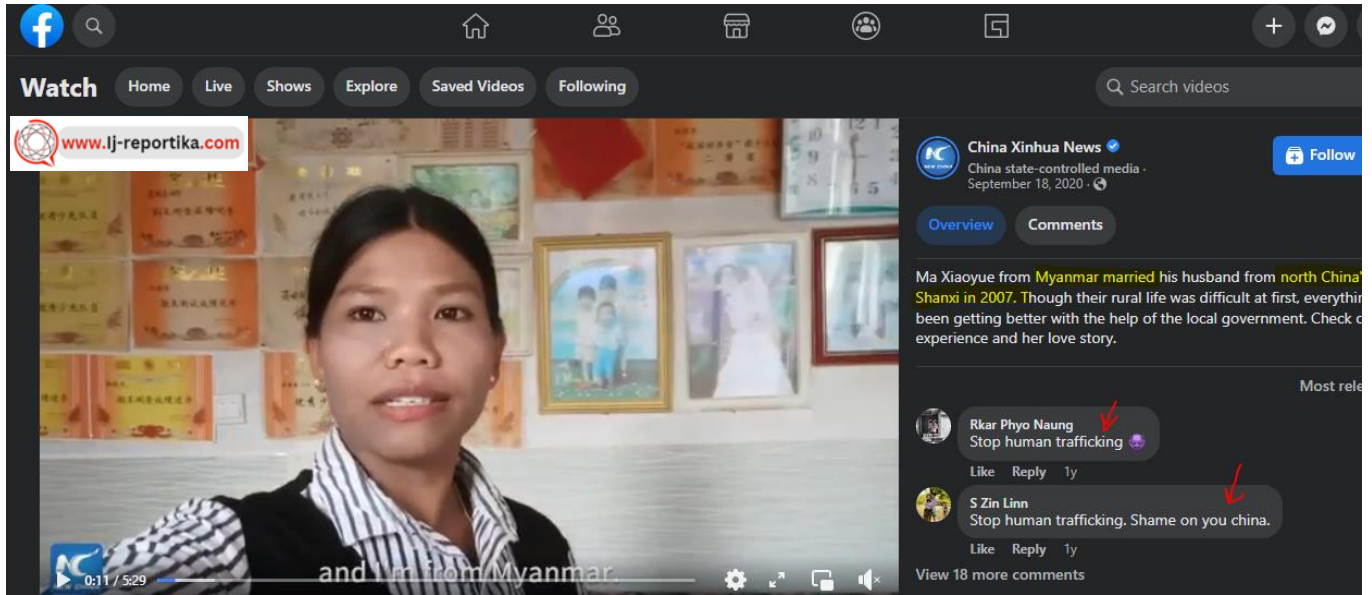 Watch
Home
Live
Shows
Explore
Saved Videos
Following
Search videos
www.Ij-reportika.com
China Xinhua News
China state-controlled media ·
September 18, 2020 ·
Follow
Overview
Comments
Ma Xiaoyue from Myanmar married his husband from north China'
Shanxi in 2007. Though their rural life was difficult at first, everythin
been getting better with the help of the local government. Check o
experience and her love story.
Most rele
Rkar Phyo Naung
Stop human trafficking
Like Reply 1y
S Zin Linn
Stop human trafficking. Shame on you china.
Like Reply 1y
View 18 more comments
and I'm from Myanmar.
0:11 / 5:29